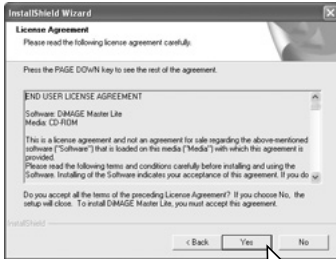 InstallShield Wizard
License Agreement
Please read the following license agreement carefully.
Press the PAGE DOWN key to see the rest of the agreement.
END USER LICENSE AGREEMENT
Software: DiMAGE Master Lite
Media: CD-ROM
This is a license agreement and not an agreement for sale regarding the above-mentioned
software ("Software") that is loaded on this media ("Media") with which this agreement is
provided.
Please read the following terms and conditions carefully before installing and using the
Software. Installing of the Software indicates your acceptance of this agreement. If you do
Do you accept all the terms of the preceding License Agreement? If you choose No, the
setup will close. To install DiMAGE Master Lite, you must accept this agreement.
InstallShield
< Back Yes No